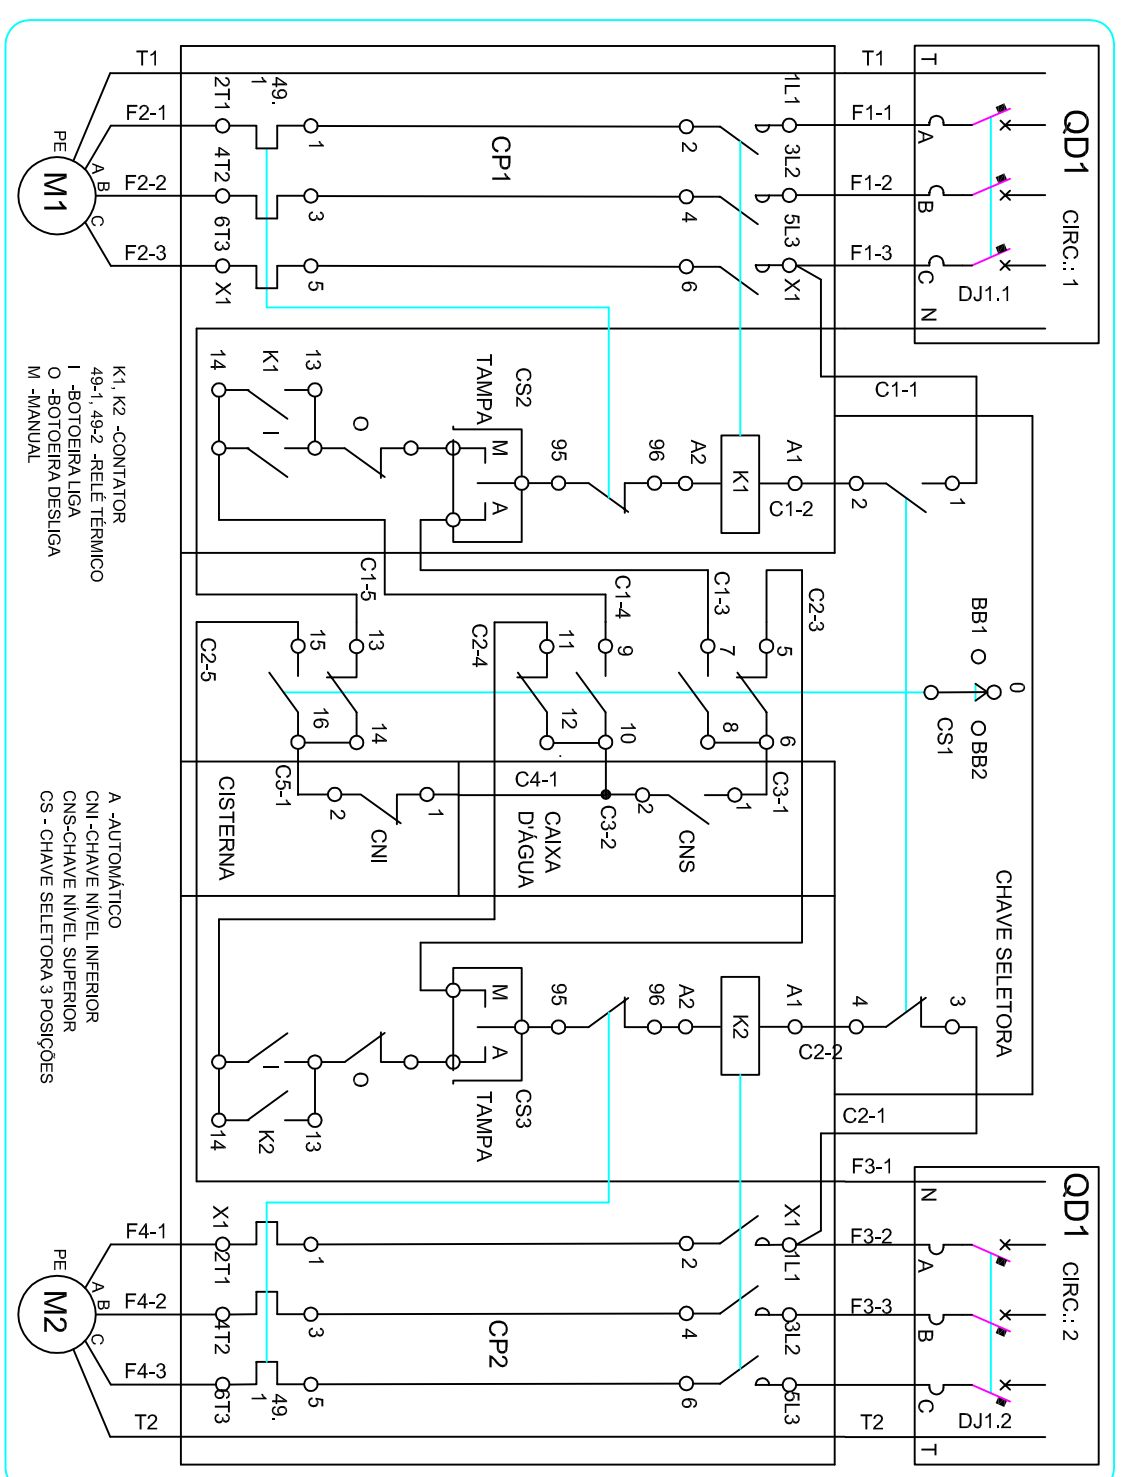 QD1
CIRC.: 1
T
A
B
C
N
DJ1.1
T1
F1-1
F1-2
F1-3
1L1
3L2
5L3
X1
CP1
2
4
6
1
3
5
49.
1
2T1
4T2
6T3
X1
T1
F2-1
F2-2
F2-3
PE
A
B
C
M1
C1-1
1
2
C1-2
A1
K1
A2
96
95
CS2
TAMPA
M
A
O
13
K1
I
14
K1, K2 -CONTATOR
49-1, 49-2 -RELÉ TÉRMICO
I -BOTOEIRA LIGA
O -BOTOEIRA DESLIGA
M -MANUAL
BB1
0
BB2
CS1
CHAVE SELETORA
C2-3
C1-3
C1-4
C2-4
C1-5
C2-5
5
7
9
11
13
15
6
8
10
12
14
16
C3-1
C4-1
C5-1
1
CNS
2
C3-2
CAIXA
D'ÁGUA
1
CNI
2
CISTERNA
A -AUTOMÁTICO
CNI -CHAVE NÍVEL INFERIOR
CNS-CHAVE NÍVEL SUPERIOR
CS - CHAVE SELETORA 3 POSIÇÕES
3
4
C2-1
C2-2
A1
K2
A2
96
95
M
A
CS3
TAMPA
O
I
13
K2
14
QD1
CIRC.: 2
N
A
B
C
T
DJ1.2
F3-1
F3-2
F3-3
T2
X1
1L1
3L2
5L3
CP2
2
4
6
1
3
5
49.
1
X1
2T1
4T2
6T3
F4-1
F4-2
F4-3
T2
PE
A
B
C
M2